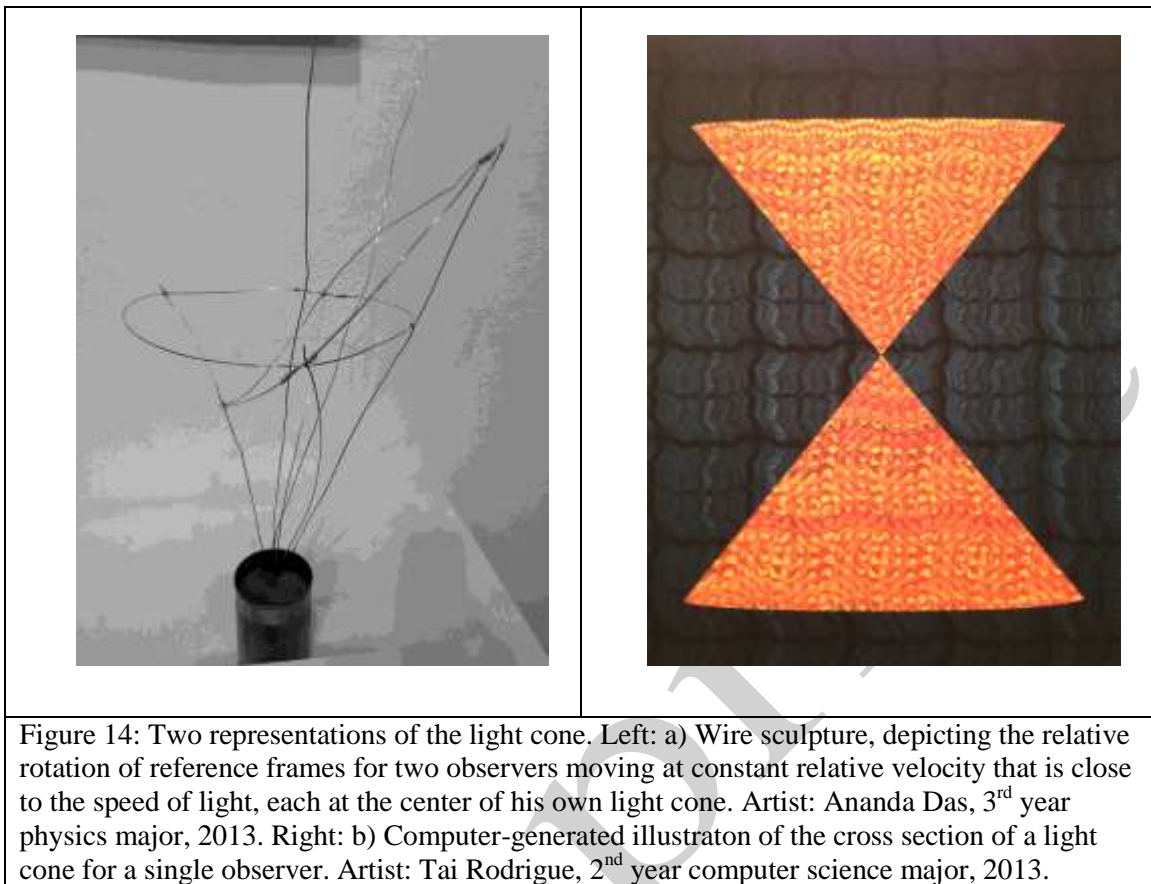 Figure 14: Two representations of the light cone. Left: a) Wire sculpture, depicting the relative
rotation of reference frames for two observers moving at constant relative velocity that is close
to the speed of light, each at the center of his own light cone. Artist: Ananda Das, 3rd year
physics major, 2013. Right: b) Computer-generated illustraton of the cross section of a light
cone for a single observer. Artist: Tai Rodrigue, 2nd year computer science major, 2013.